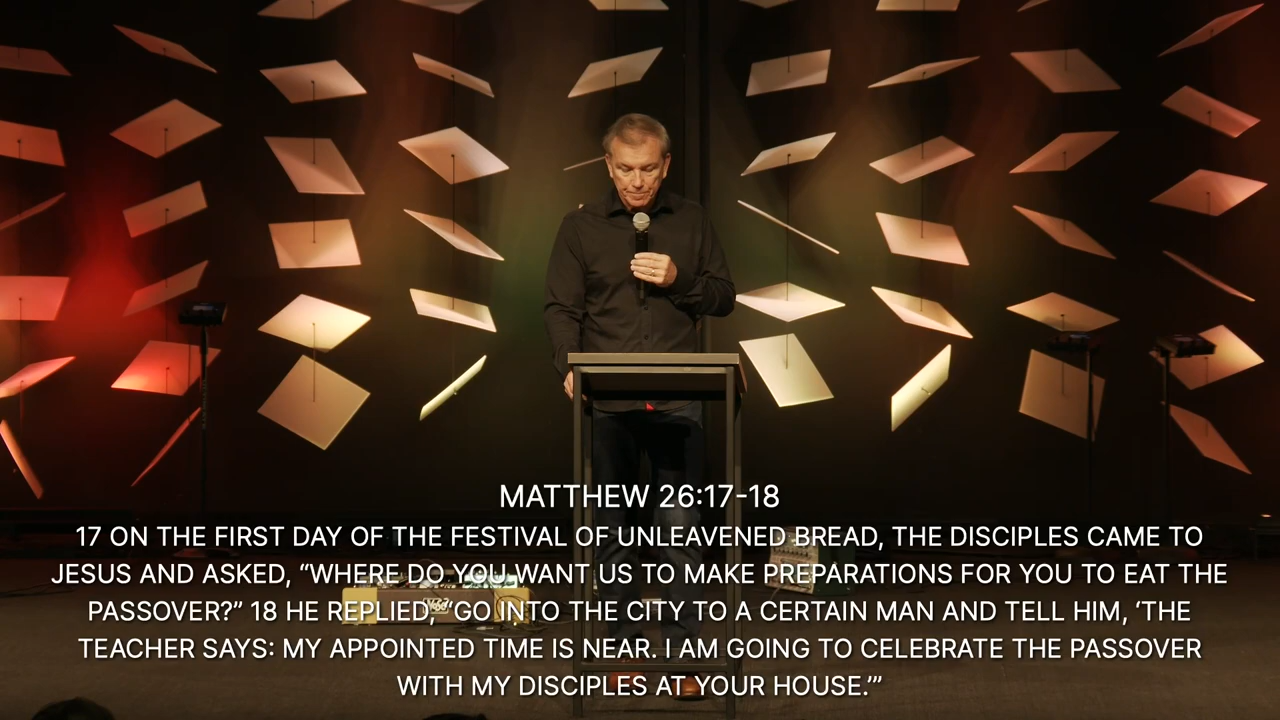 MATTHEW 26:17-18
17 ON THE FIRST DAY OF THE FESTIVAL OF UNLEAVENED BREAD, THE DISCIPLES CAME TO
JESUS AND ASKED, “WHERE DO YOU WANT US TO MAKE PREPARATIONS FOR YOU TO EAT THE
PASSOVER?” 18 HE REPLIED, “GO INTO THE CITY TO A CERTAIN MAN AND TELL HIM, ‘THE
TEACHER SAYS: MY APPOINTED TIME IS NEAR. I AM GOING TO CELEBRATE THE PASSOVER
WITH MY DISCIPLES AT YOUR HOUSE.’”